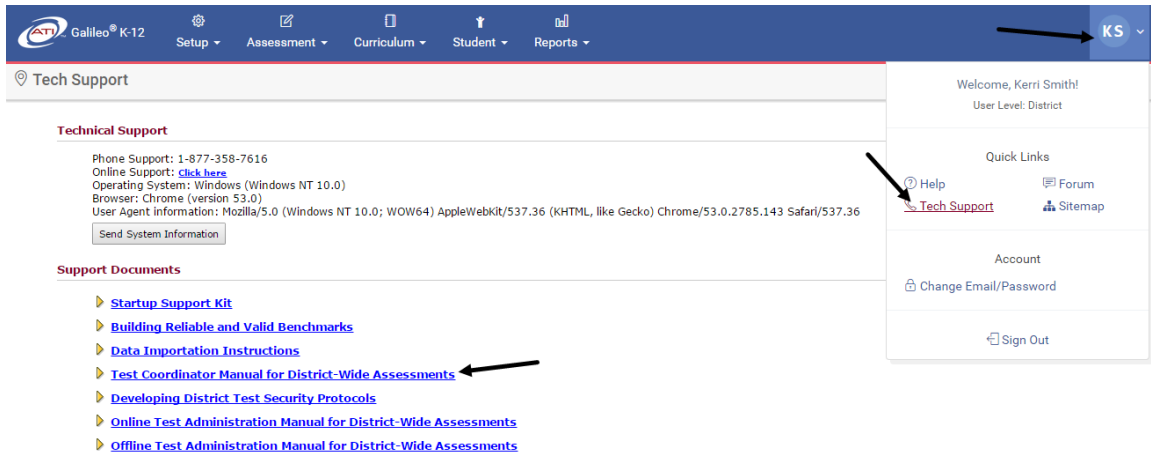 ATI Galileo® K-12
Setup
Assessment
Curriculum
Student
Reports
KS
Tech Support
Technical Support
Phone Support: 1-877-358-7616
Online Support: Click here
Operating System: Windows (Windows NT 10.0)
Browser: Chrome (version 53.0)
User Agent information: Mozilla/5.0 (Windows NT 10.0; WOW64) AppleWebKit/537.36 (KHTML, like Gecko) Chrome/53.0.2785.143 Safari/537.36
Send System Information
Support Documents
Startup Support Kit
Building Reliable and Valid Benchmarks
Data Importation Instructions
Test Coordinator Manual for District-Wide Assessments
Developing District Test Security Protocols
Online Test Administration Manual for District-Wide Assessments
Offline Test Administration Manual for District-Wide Assessments
Welcome, Kerri Smith!
User Level: District
Quick Links
Help
Forum
Tech Support
Sitemap
Account
Change Email/Password
Sign Out